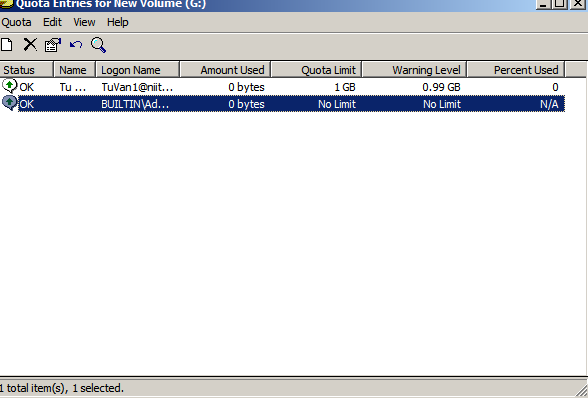 Quota Entries for New Volume (G:)
Quota Edit View Help
Status Name Logon Name Amount Used Quota Limit Warning Level Percent Used
OK Tu ... TuVan1@niit... 0 bytes 1 GB 0.99 GB 0
OK BUILTIN\Ad... 0 bytes No Limit No Limit N/A
1 total item(s), 1 selected.